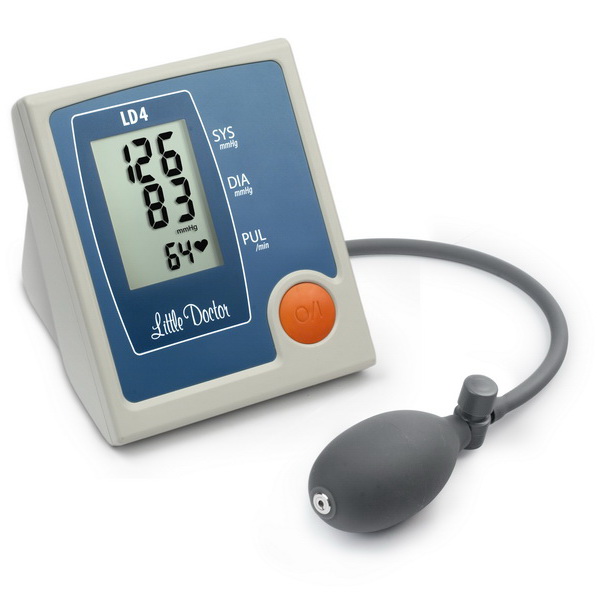 LD4
126
SYS
mmHg
83
DIA
mmHg
mmHg
64
PUL
/min
Little Doctor
O/I